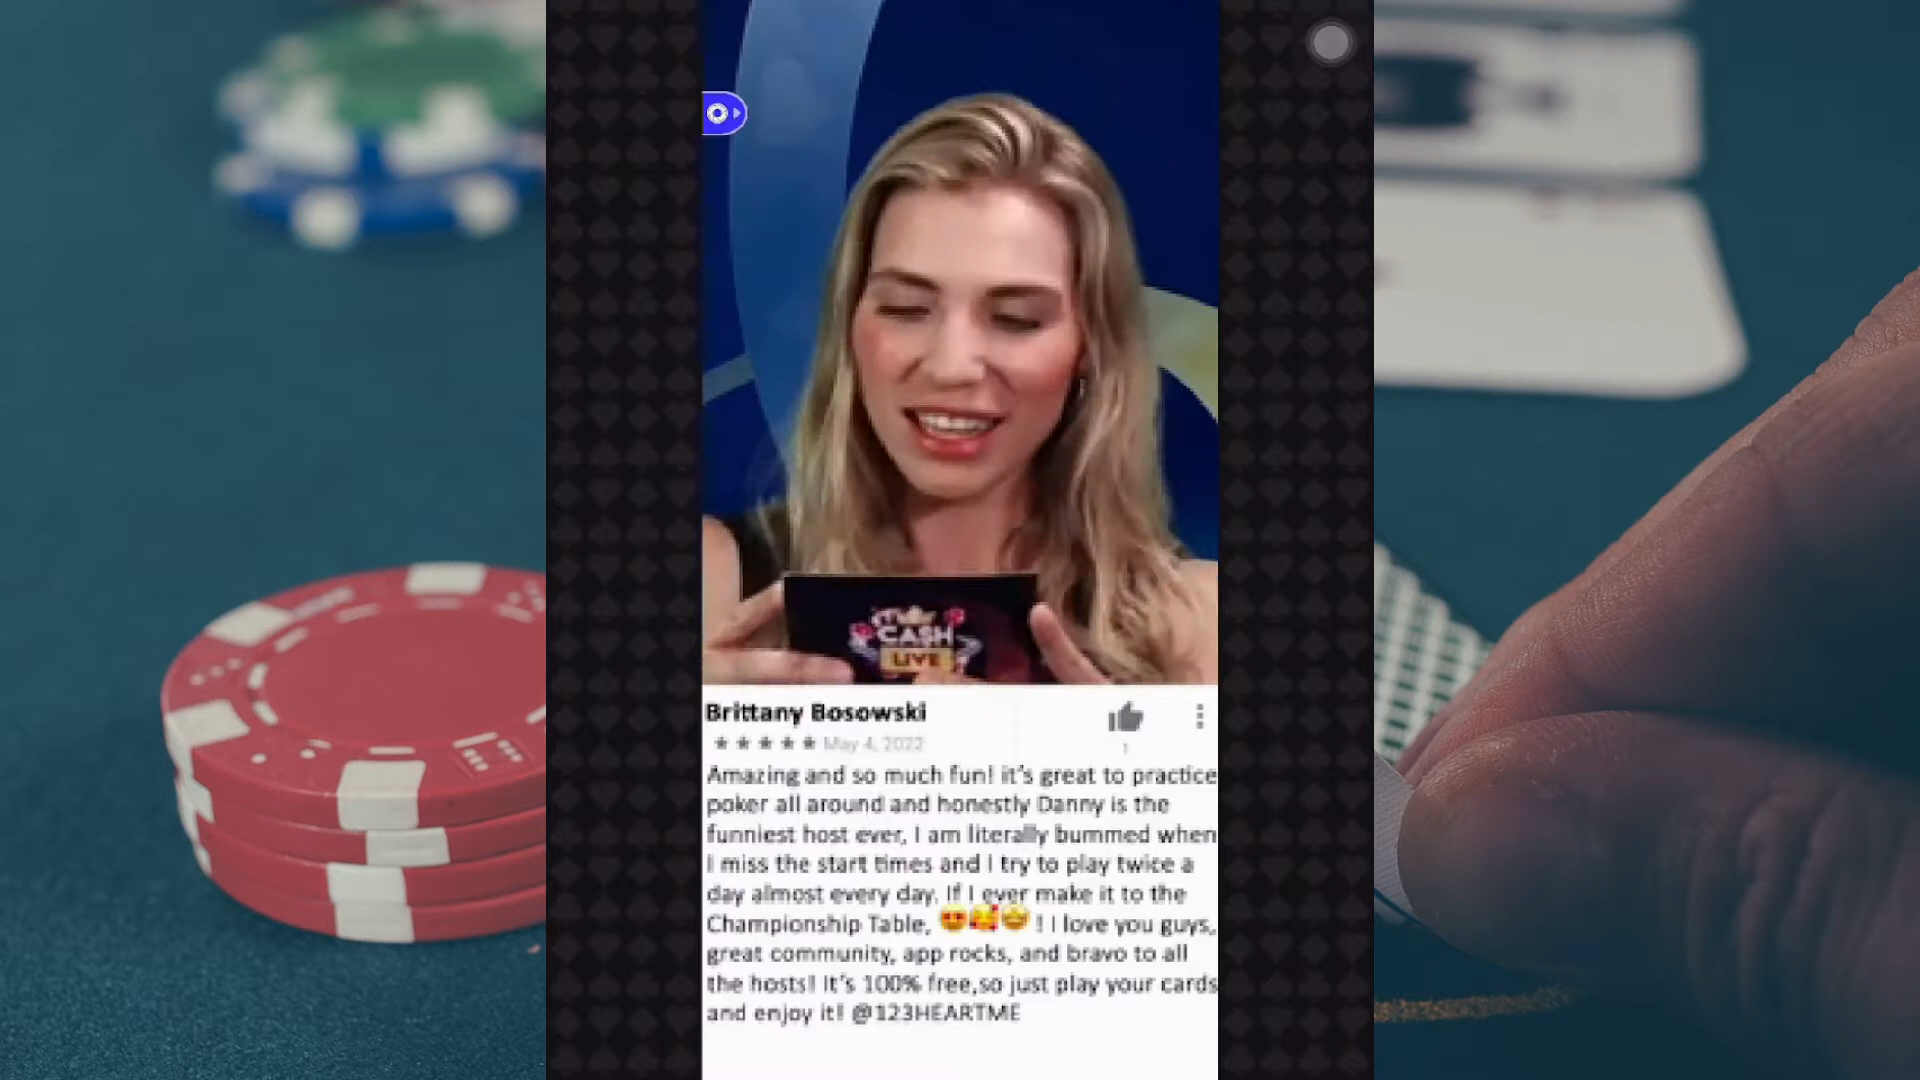 CASH
LIVE
Brittany Bosowski
★★★★★ May 4, 2022
1
Amazing and so much fun! it's great to practice
poker all around and honestly Danny is the
funniest host ever, I am literally bummed when
I miss the start times and I try to play twice a
day almost every day. If I ever make it to the
Championship Table, 😍🥰🤩 ! I love you guys,
great community, app rocks, and bravo to all
the hosts! It's 100% free,so just play your cards
and enjoy it! @123HEARTME